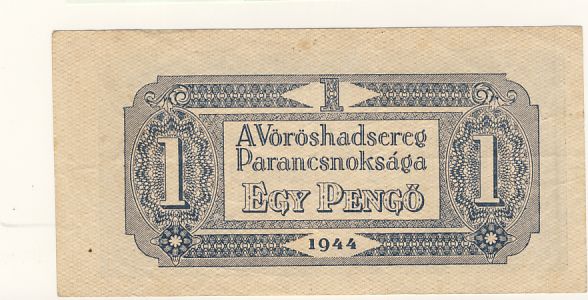 1
A Vöröshadsereg
Parancsnoksága
1 EGY PENGŐ 1
1944